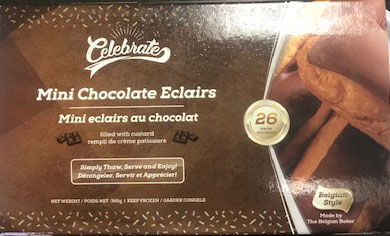 Celebrate
Mini Chocolate Eclairs
Mini eclairs au chocolat
filled with custard
rempli de crème patissiere
26
Simply Thaw, Serve and Enjoy!
Décongeler, Servir et Apprécier!
Belgian
Style
Made by
The Belgian Baker
NET WEIGHT / POIDS NET 365g | KEEP FROZEN / GARDER CONGELE